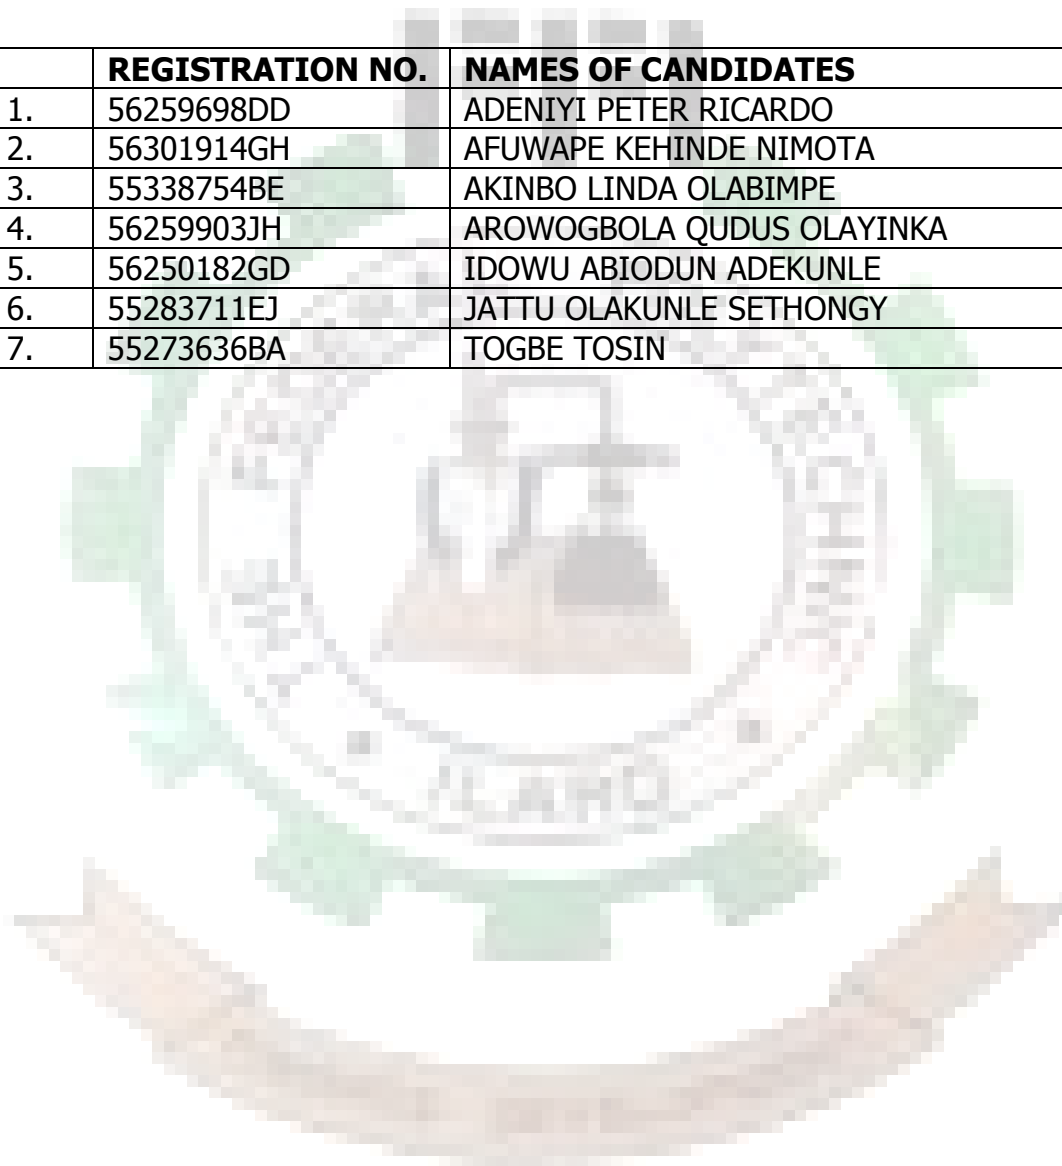 REGISTRATION NO. NAMES OF CANDIDATES
1. 56259698DD ADENIYI PETER RICARDO
2. 56301914GH AFUWAPE KEHINDE NIMOTA
3. 55338754BE AKINBO LINDA OLABIMPE
4. 56259903JH AROWOGBOLA QUDUS OLAYINKA
5. 56250182GD IDOWU ABIODUN ADEKUNLE
6. 55283711EJ JATTU OLAKUNLE SETHONGY
7. 55273636BA TOGBE TOSIN
ILARO